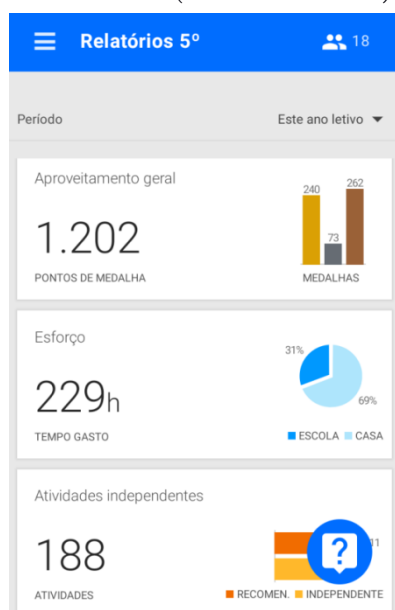 Relatórios 5º 18
Período Este ano letivo
Aproveitamento geral
240 262
73
1.202
PONTOS DE MEDALHA MEDALHAS
Esforço
31%
229h
69%
TEMPO GASTO ESCOLA CASA
Atividades independentes
188
?
ATIVIDADES RECOMEN. INDEPENDENTE